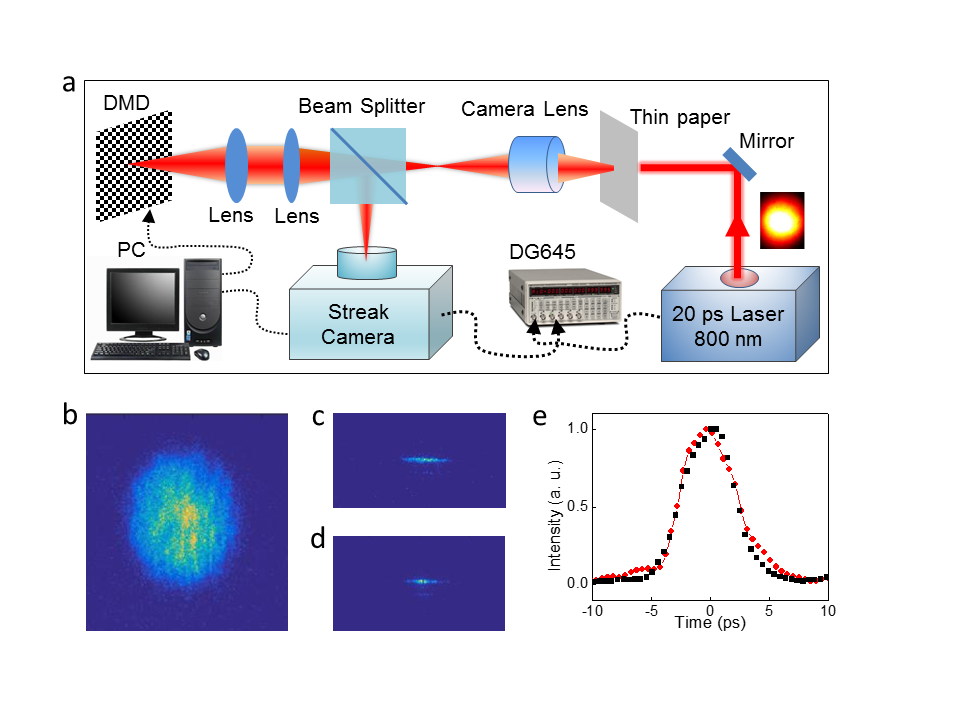 a
DMD
Beam Splitter
Camera Lens
Thin paper
Mirror
Lens
Lens
PC
DG645
Streak
Camera
20 ps Laser
800 nm
b
c
d
e
Intensity (a. u.)
1.0
0.5
0.0
-10
-5
0
5
10
Time (ps)